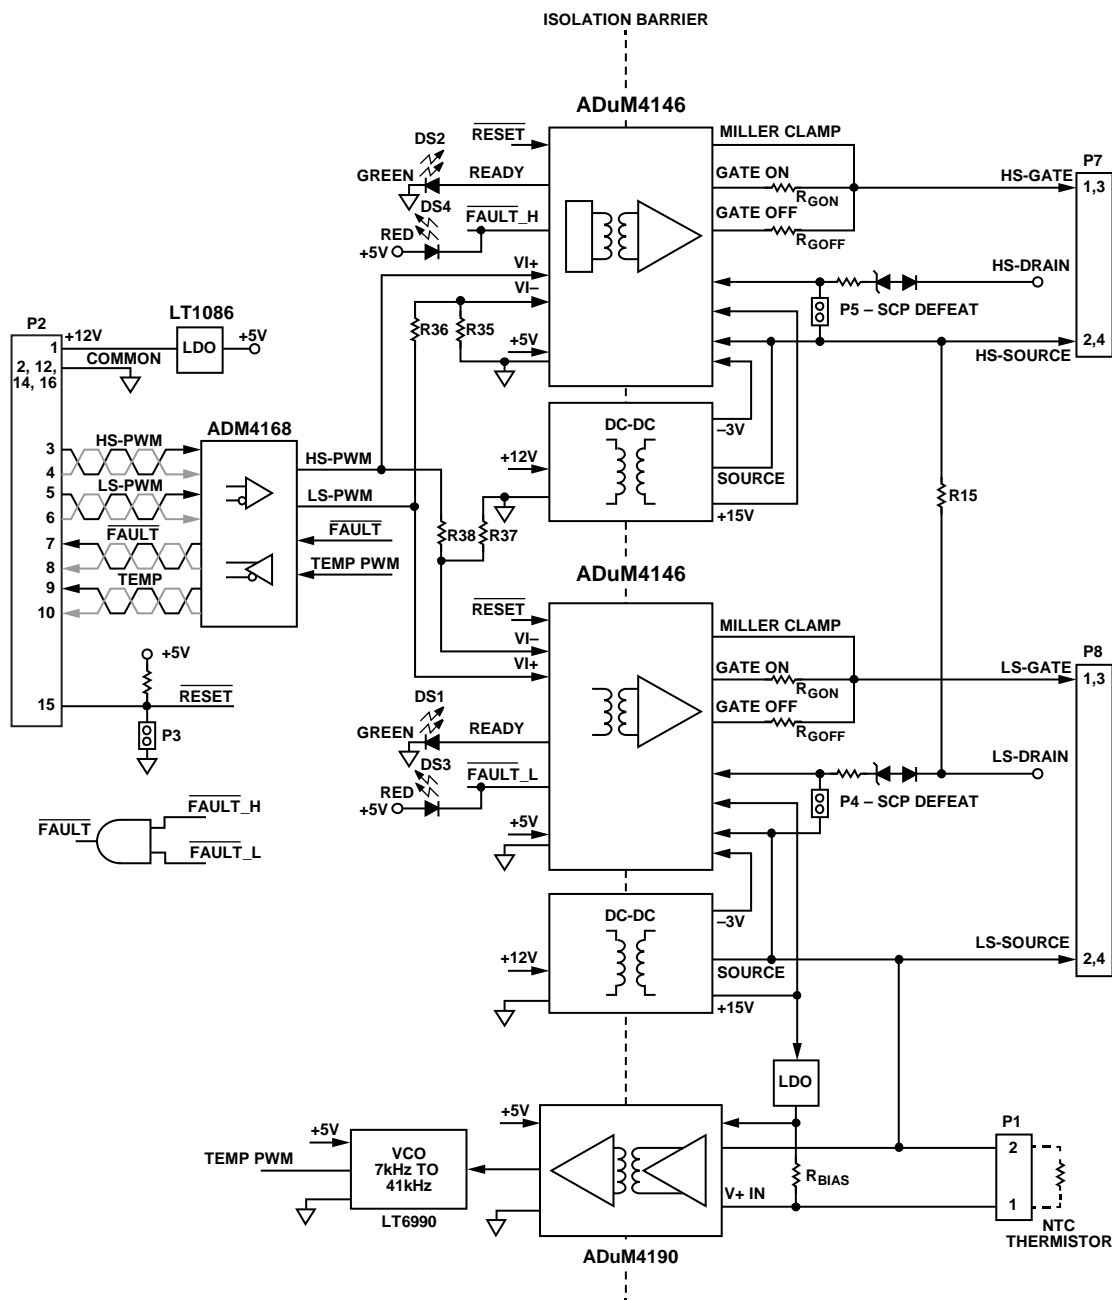 ISOLATION BARRIER
ADuM4146
RESET
DS2
GREEN
READY
DS4
RED
+5V
FAULT_H
VI+
VI–
R36
R35
+5V
MILLER CLAMP
GATE ON
RGON
GATE OFF
RGOFF
P7
HS-GATE
1,3
HS-DRAIN
P5 – SCP DEFEAT
HS-SOURCE
2,4
P2
+12V
1
COMMON
2, 12,
14, 16
LT1086
LDO
+5V
DC-DC
+12V
–3V
SOURCE
+15V
ADM4168
3
HS-PWM
4
5
LS-PWM
6
7
FAULT
8
9
TEMP
10
HS-PWM
LS-PWM
FAULT
TEMP PWM
R38
R37
R15
+5V
15
RESET
P3
ADuM4146
RESET
VI–
VI+
DS1
GREEN
READY
DS3
RED
+5V
FAULT_L
+5V
MILLER CLAMP
GATE ON
RGON
GATE OFF
RGOFF
P8
LS-GATE
1,3
LS-DRAIN
P4 – SCP DEFEAT
FAULT
FAULT_H
FAULT_L
DC-DC
+12V
–3V
SOURCE
+15V
LS-SOURCE
2,4
LDO
+5V
TEMP PWM
VCO
7kHz TO
41kHz
LT6990
+5V
V+ IN
RBIAS
ADuM4190
P1
2
1
NTC
THERMISTOR